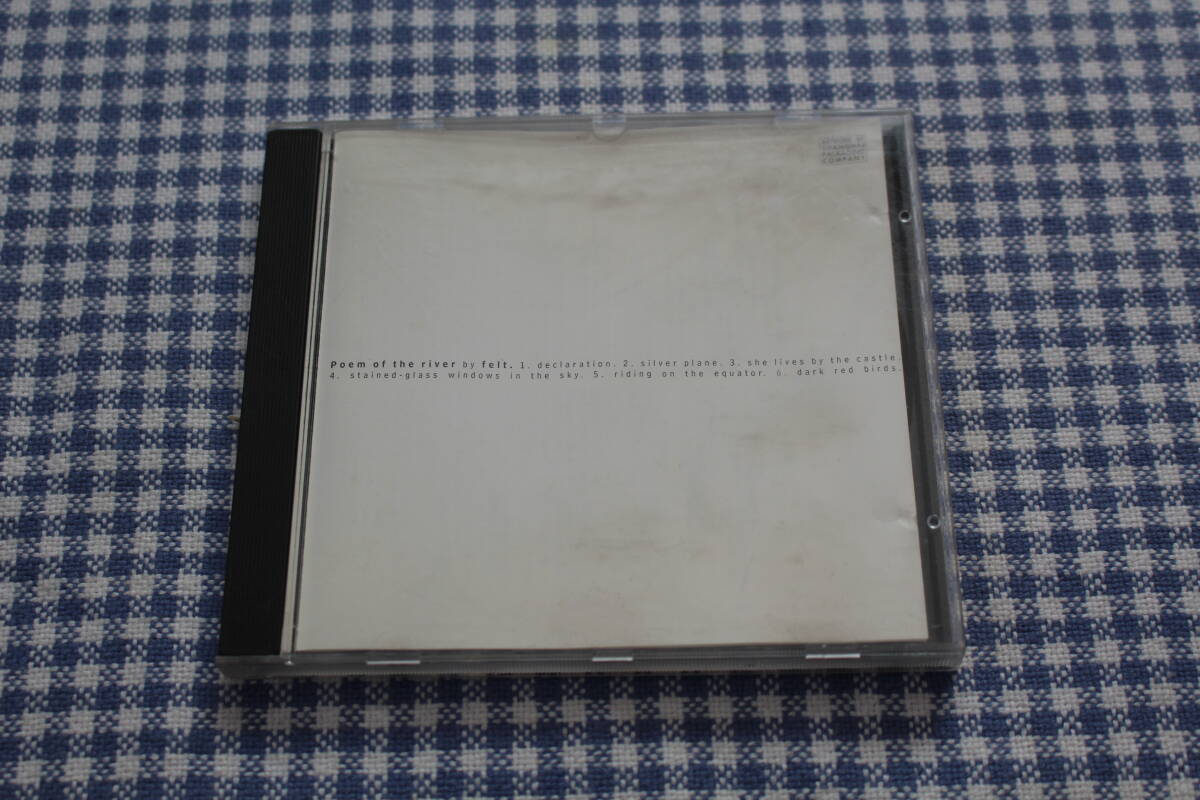 COMPANY
Poem of the river by felt. 1. declaration. 2. silver plane. 3. she lives by the castle.
4. stained-glass windows in the sky. 5. riding on the equator. 6. dark red birds.